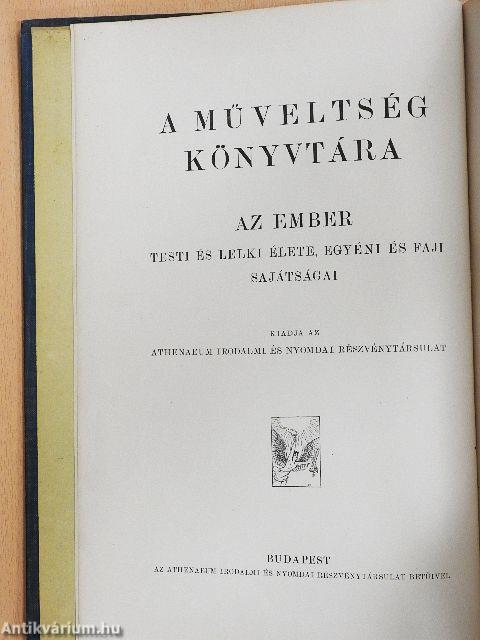 A MŰVELTSÉG
KÖNYVTÁRA
AZ EMBER
TESTI ÉS LELKI ÉLETE, EGYÉNI ÉS FAJI
SAJÁTSÁGAI
KIADJA AZ
ATHENAEUM IRODALMI ÉS NYOMDAI RÉSZVÉNYTÁRSULAT
BUDAPEST
AZ ATHENAEUM IRODALMI ÉS NYOMDAI RÉSZVÉNYTÁRSULAT BETŰIVEL
Antikvárium.hu